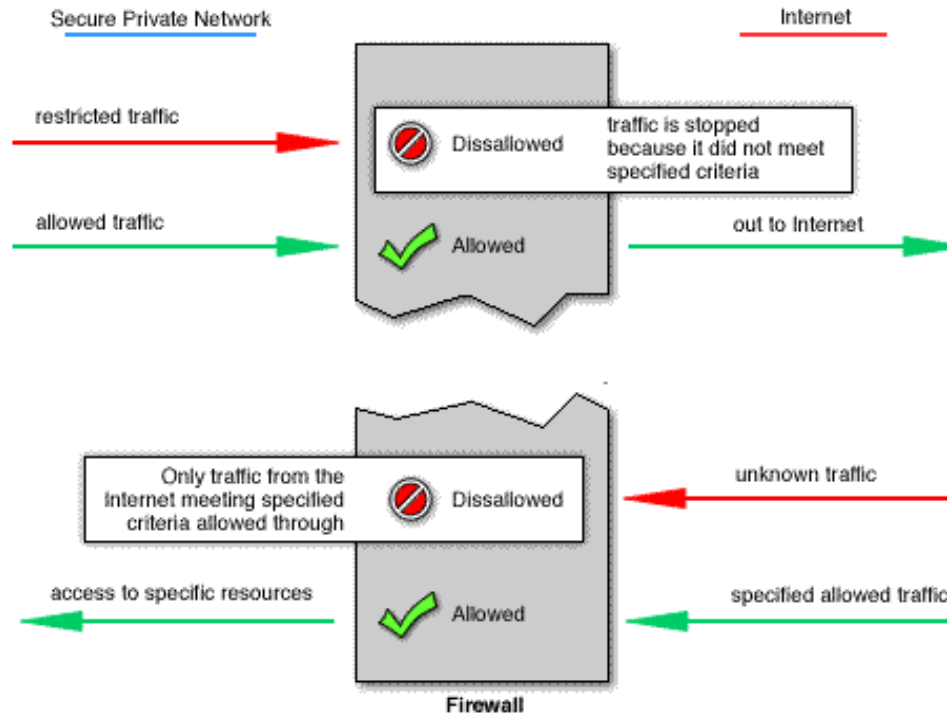 Secure Private Network
Internet
restricted traffic
Dissallowed
traffic is stopped
because it did not meet
specified criteria
allowed traffic
Allowed
out to Internet
Only traffic from the
Internet meeting specified
criteria allowed through
Dissallowed
unknown traffic
access to specific resources
Allowed
specified allowed traffic
Firewall